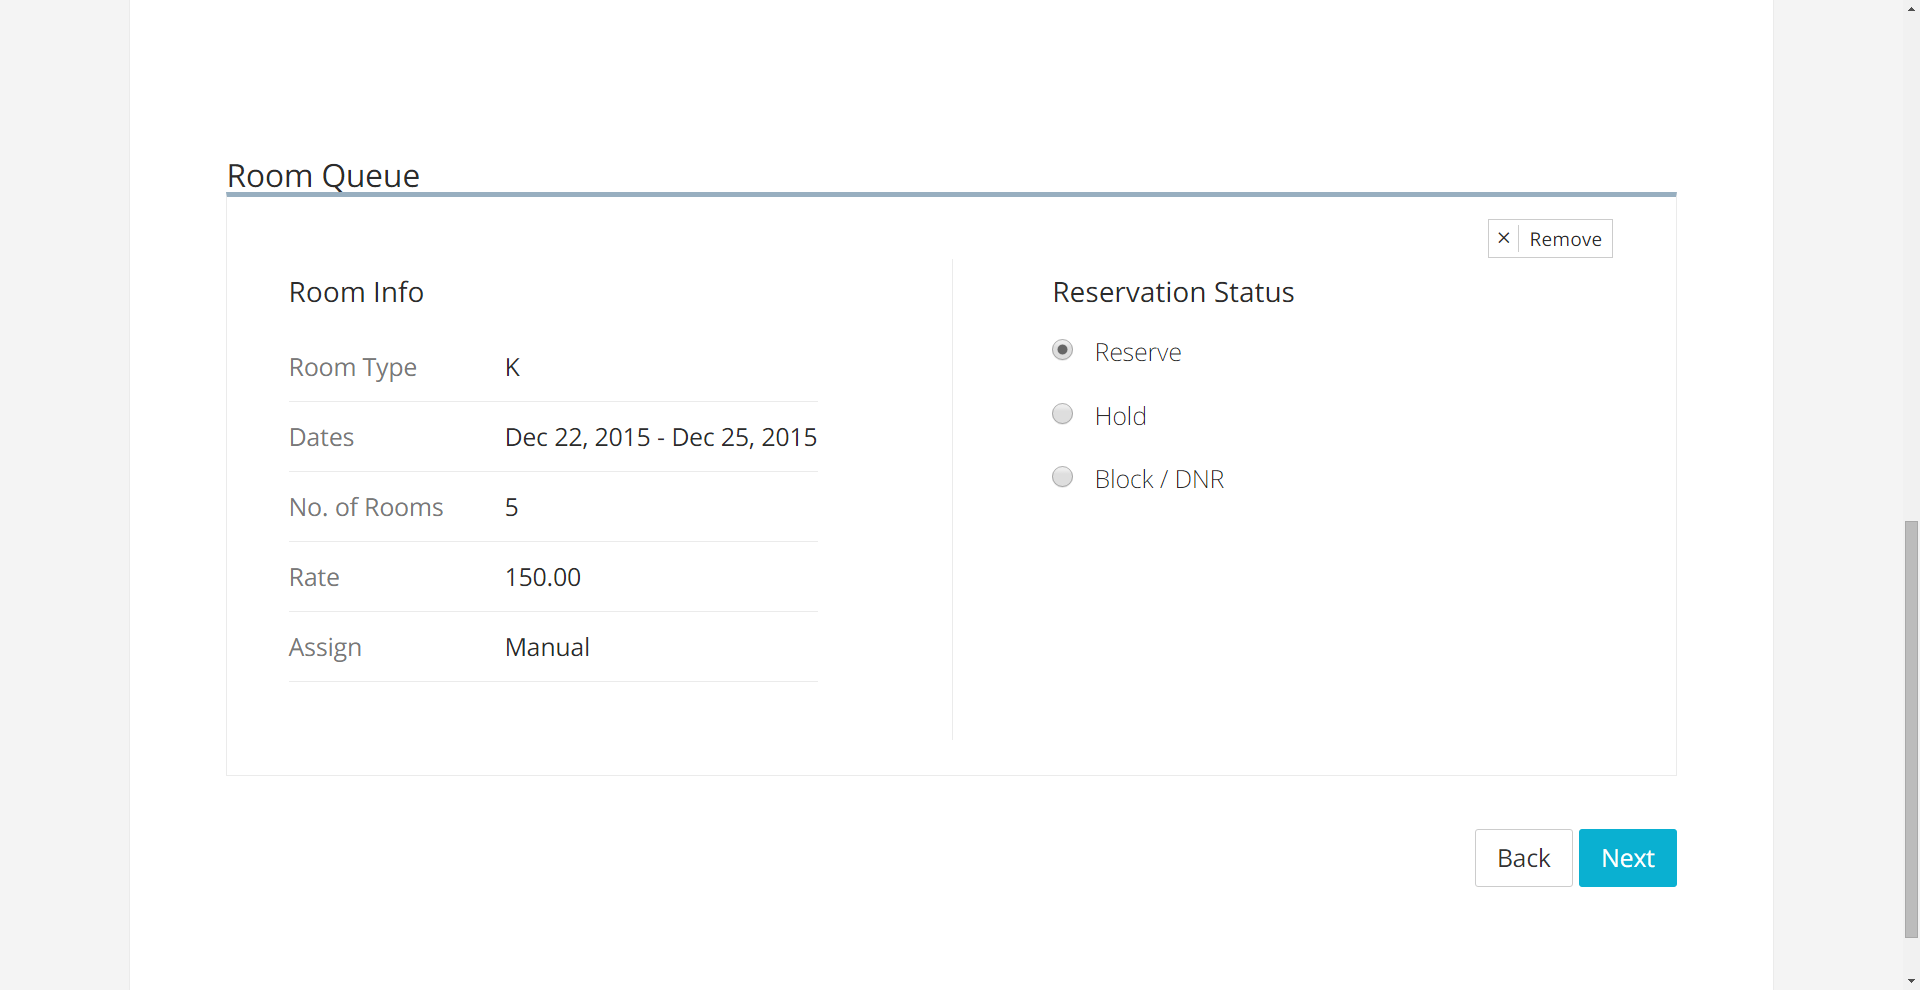 Room Queue
× Remove
Room Info
Room Type K
Dates Dec 22, 2015 - Dec 25, 2015
No. of Rooms 5
Rate 150.00
Assign Manual
Reservation Status
Reserve
Hold
Block / DNR
Back Next